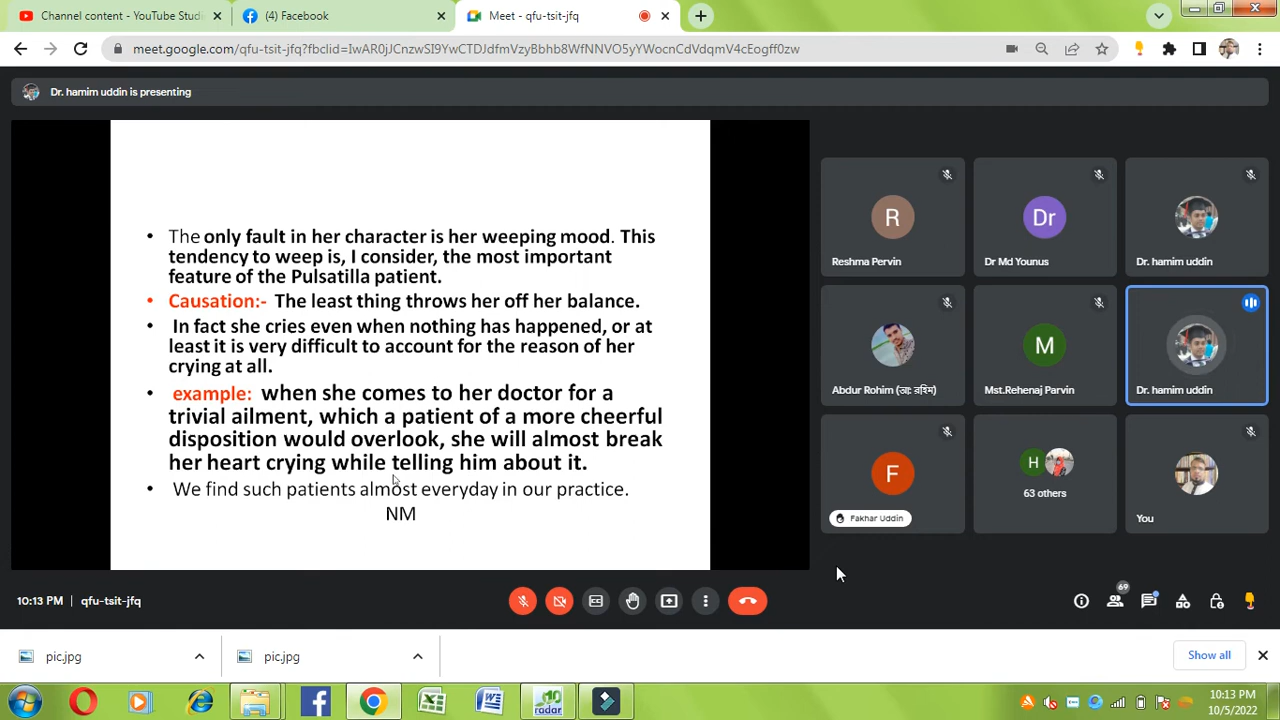 Channel content - YouTube Studi
(4) Facebook
Meet - qfu-tsit-jfq
meet.google.com/qfu-tsit-jfq?fbclid=IwAR0jJCnzwSI9YwCTDJdfmVzyBbhb8WfNNVO5yYWocnCdVdqmV4cEogff0zw
Dr. hamim uddin is presenting
• The only fault in her character is her weeping mood. This
tendency to weep is, I consider, the most important
feature of the Pulsatilla patient.
• Causation:- The least thing throws her off her balance.
• In fact she cries even when nothing has happened, or at
least it is very difficult to account for the reason of her
crying at all.
• example: when she comes to her doctor for a
trivial ailment, which a patient of a more cheerful
disposition would overlook, she will almost break
her heart crying while telling him about it.
• We find such patients almost everyday in our practice.
NM
R
Reshma Pervin
Dr
Dr Md Younus
Dr. hamim uddin
Abdur Rohim (ডা: রহিম)
M
Mst.Rehenaj Parvin
Dr. hamim uddin
F
Fakhar Uddin
H
63 others
You
10:13 PM | qfu-tsit-jfq
69
pic.jpg
pic.jpg
Show all
10
radar
10:13 PM
10/5/2022